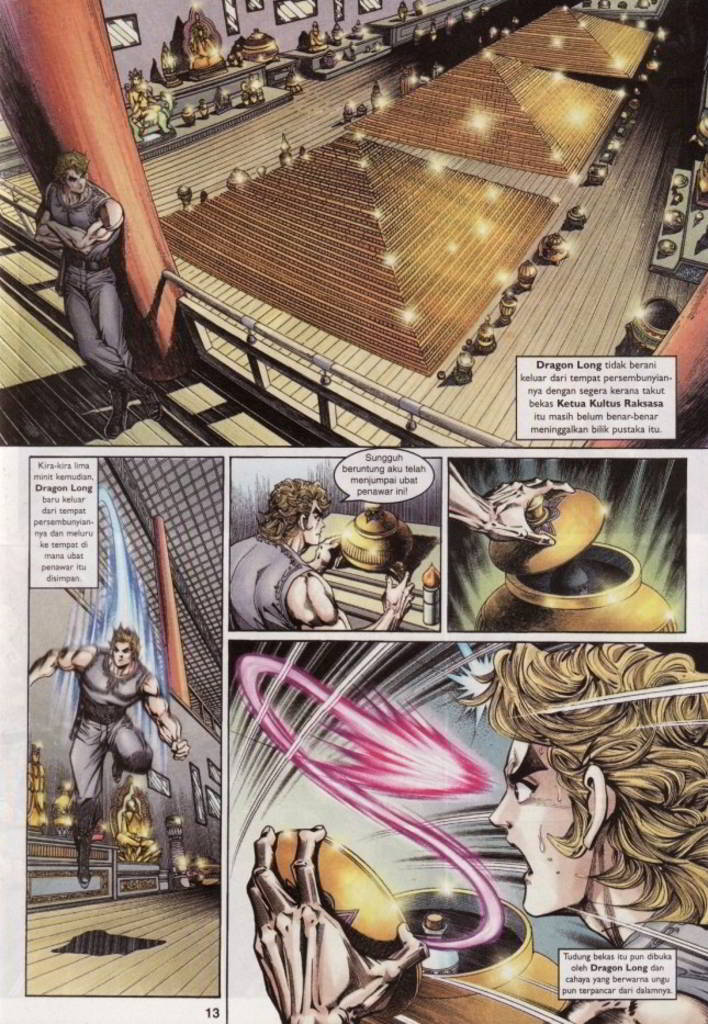 Dragon Long tidak berani
keluar dari tempat persembunyian-
nya dengan segera kerana takut
bekas Ketua Kultus Raksasa
itu masih belum benar-benar
meninggalkan bilik pustaka itu.
Kira-kira lima
minit kemudian,
Dragon Long
baru keluar
dari tempat
persembunyian-
nya dan meluru
ke tempat di
mana ubat
penawar itu
disimpan.
Sungguh
beruntung aku telah
menjumpai ubat
penawar ini!
Tudung bekas itu pun dibuka
oleh Dragon Long dan
cahaya yang berwarna ungu
pun terpancar dari dalamnya.
13